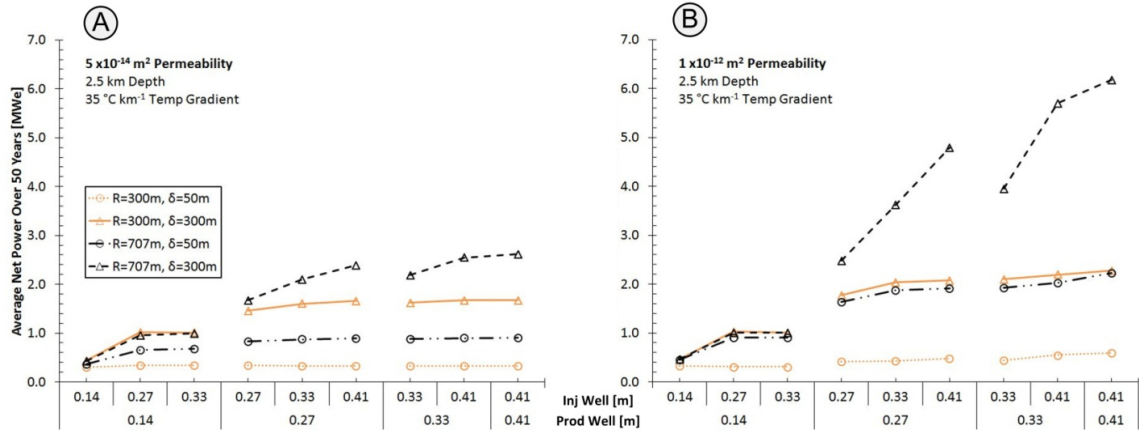 A
5 x10⁻¹⁴ m² Permeability
2.5 km Depth
35 °C km⁻¹ Temp Gradient
Average Net Power Over 50 Years [MWe]
7.0
6.0
5.0
4.0
3.0
2.0
1.0
0.0
R=300m, δ=50m
R=300m, δ=300m
R=707m, δ=50m
R=707m, δ=300m
0.14 0.27 0.33 0.27 0.33 0.41 0.33 0.41 0.41
0.14 0.27 0.33 0.41
Inj Well [m]
Prod Well [m]
B
1 x10⁻¹² m² Permeability
2.5 km Depth
35 °C km⁻¹ Temp Gradient
7.0
6.0
5.0
4.0
3.0
2.0
1.0
0.0
0.14 0.27 0.33 0.27 0.33 0.41 0.33 0.41 0.41
0.14 0.27 0.33 0.41